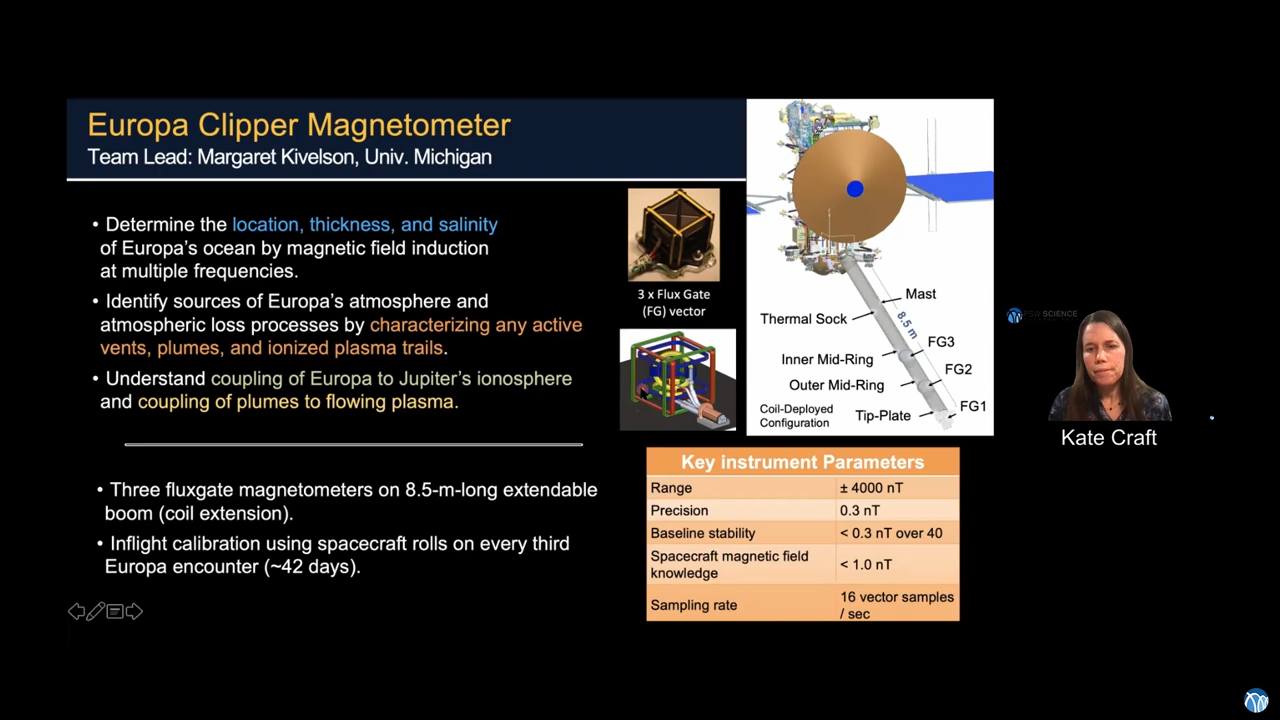 Europa Clipper Magnetometer
Team Lead: Margaret Kivelson, Univ. Michigan
• Determine the location, thickness, and salinity
of Europa's ocean by magnetic field induction
at multiple frequencies.
• Identify sources of Europa's atmosphere and
atmospheric loss processes by characterizing any active
vents, plumes, and ionized plasma trails.
• Understand coupling of Europa to Jupiter's ionosphere
and coupling of plumes to flowing plasma.
• Three fluxgate magnetometers on 8.5-m-long extendable
boom (coil extension).
• Inflight calibration using spacecraft rolls on every third
Europa encounter (~42 days).
3 x Flux Gate
(FG) vector
Mast
Thermal Sock
8.5 m
FG3
Inner Mid-Ring
FG2
Outer Mid-Ring
FG1
Tip-Plate
Coil-Deployed
Configuration
Key instrument Parameters
Range ± 4000 nT
Precision 0.3 nT
Baseline stability < 0.3 nT over 40
Spacecraft magnetic field
knowledge < 1.0 nT
Sampling rate 16 vector samples
/ sec
PSW SCIENCE
Kate Craft